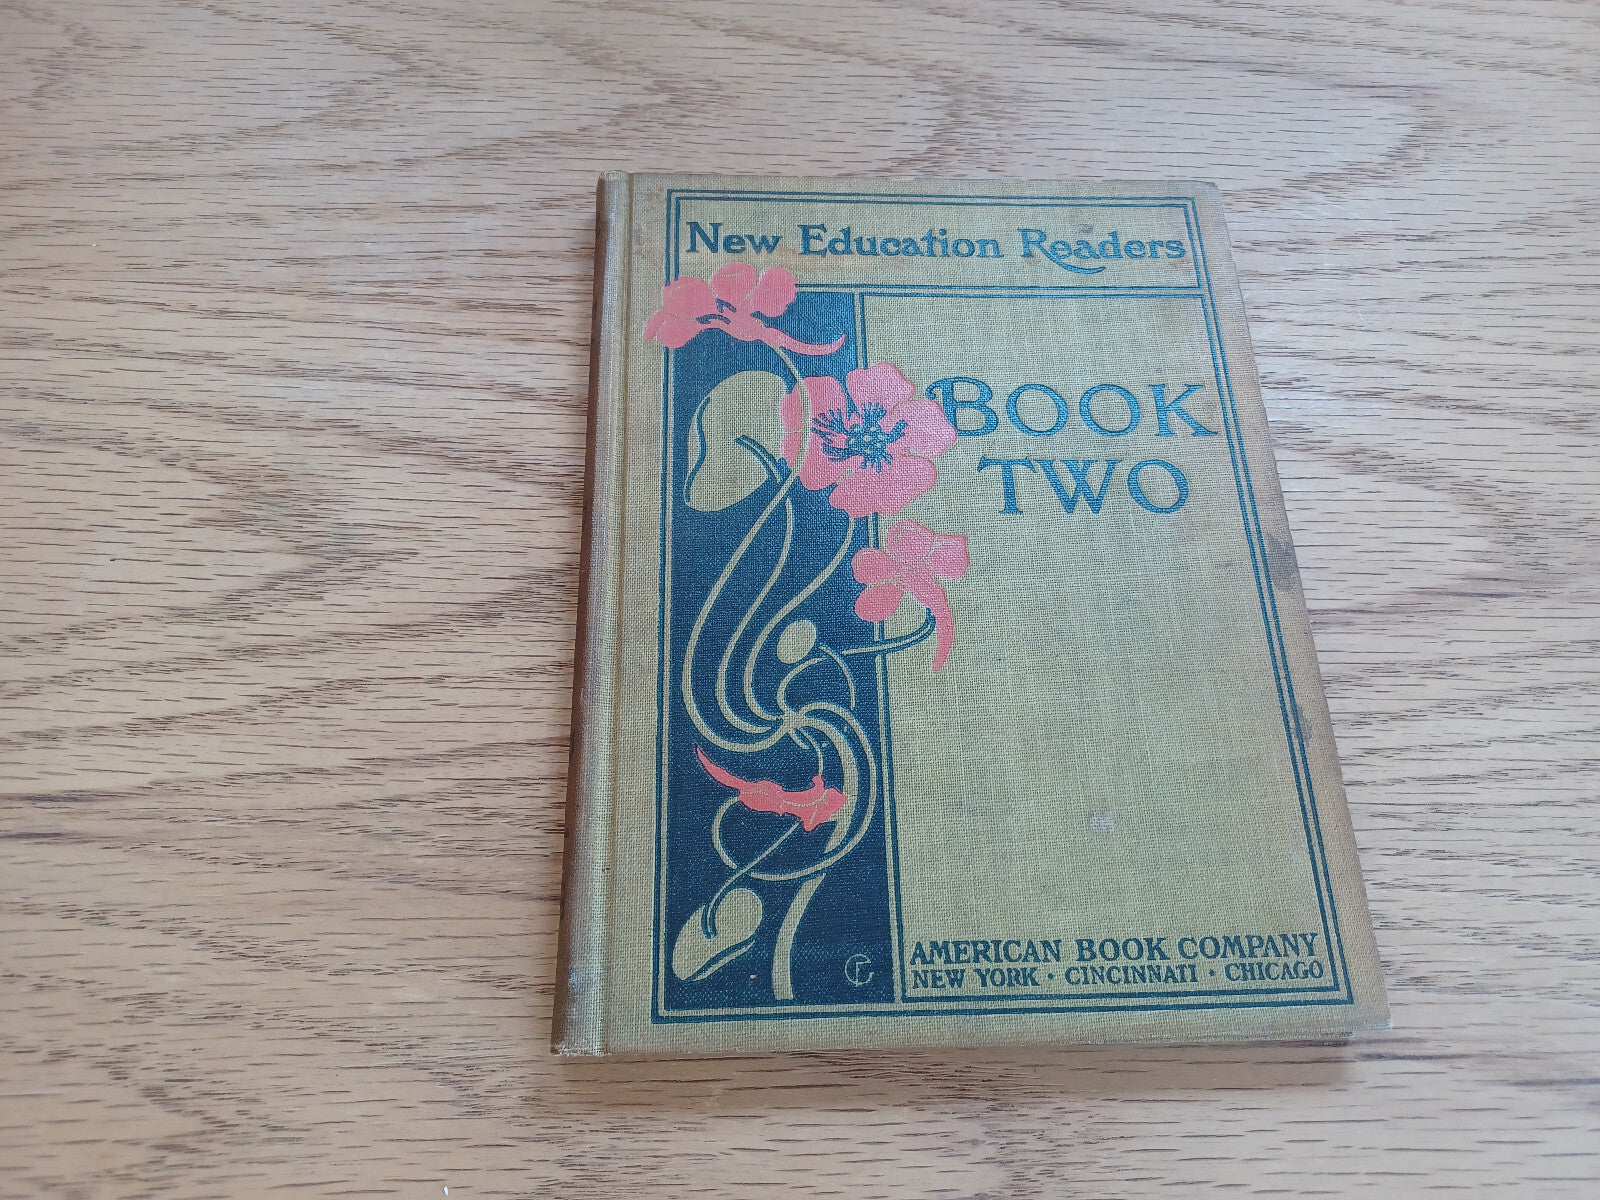 New Education Readers
BOOK
TWO
AMERICAN BOOK COMPANY
NEW YORK · CINCINNATI · CHICAGO